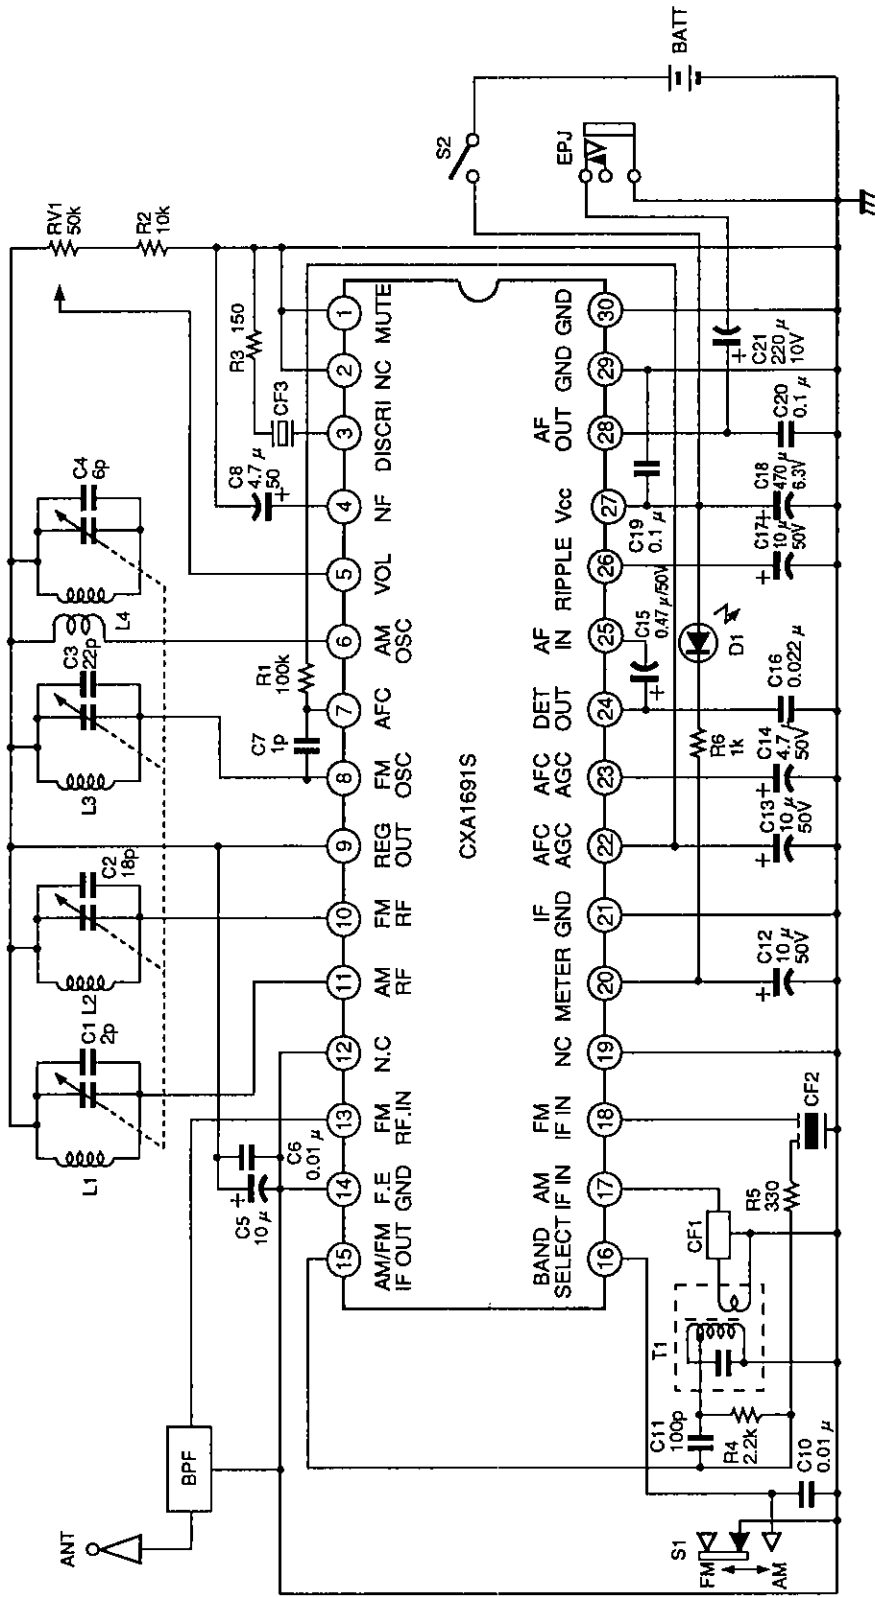 ANT
BPF
L1
C1
2p
L2
C2
18p
L3
C3
22p
L4
C4
6p
RV1
50k
R2
10k
C5
10 μ
C6
0.01 μ
C7
1p
R1
100k
C8
4.7 μ
50
CF3
R3 150
15
14
13
12
11
10
9
8
7
6
5
4
3
2
1
AM/FM
IF OUT
F.E
GND
FM
RF.IN
N.C
AM
RF
FM
RF
REG
OUT
FM
OSC
AFC
AM
OSC
VOL
NF
DISCRI
NC
MUTE
CXA1691S
BAND
SELECT
AM
IF IN
FM
IF IN
NC
METER
IF
GND
AFC
AGC
AFC
AGC
DET
OUT
AF
IN
RIPPLE
Vcc
AF
OUT
GND
GND
16
17
18
19
20
21
22
23
24
25
26
27
28
29
30
T1
CF1
C11
100p
R4
2.2k
R5
330
CF2
S1
FM
AM
C10
0.01 μ
C12
10 μ
50V
C13
10 μ
50V
C14
4.7 μ
50V
R6
1k
C15
0.47 μ/50V
C16
0.022 μ
D1
C17
10 μ
50V
C18
470 μ
6.3V
C19
0.1 μ
C20
0.1 μ
C21
220 μ
10V
S2
EPJ
BATT